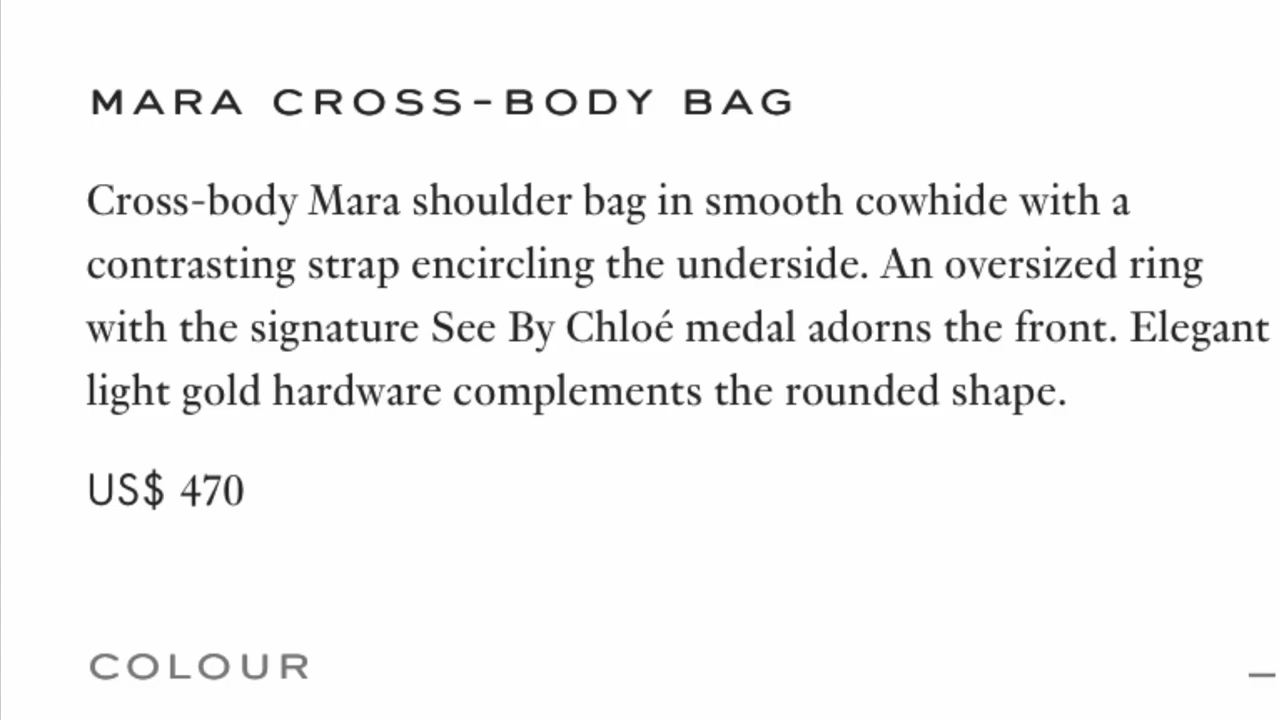 MARA CROSS-BODY BAG
Cross-body Mara shoulder bag in smooth cowhide with a
contrasting strap encircling the underside. An oversized ring
with the signature See By Chloé medal adorns the front. Elegant
light gold hardware complements the rounded shape.
US$ 470
COLOUR